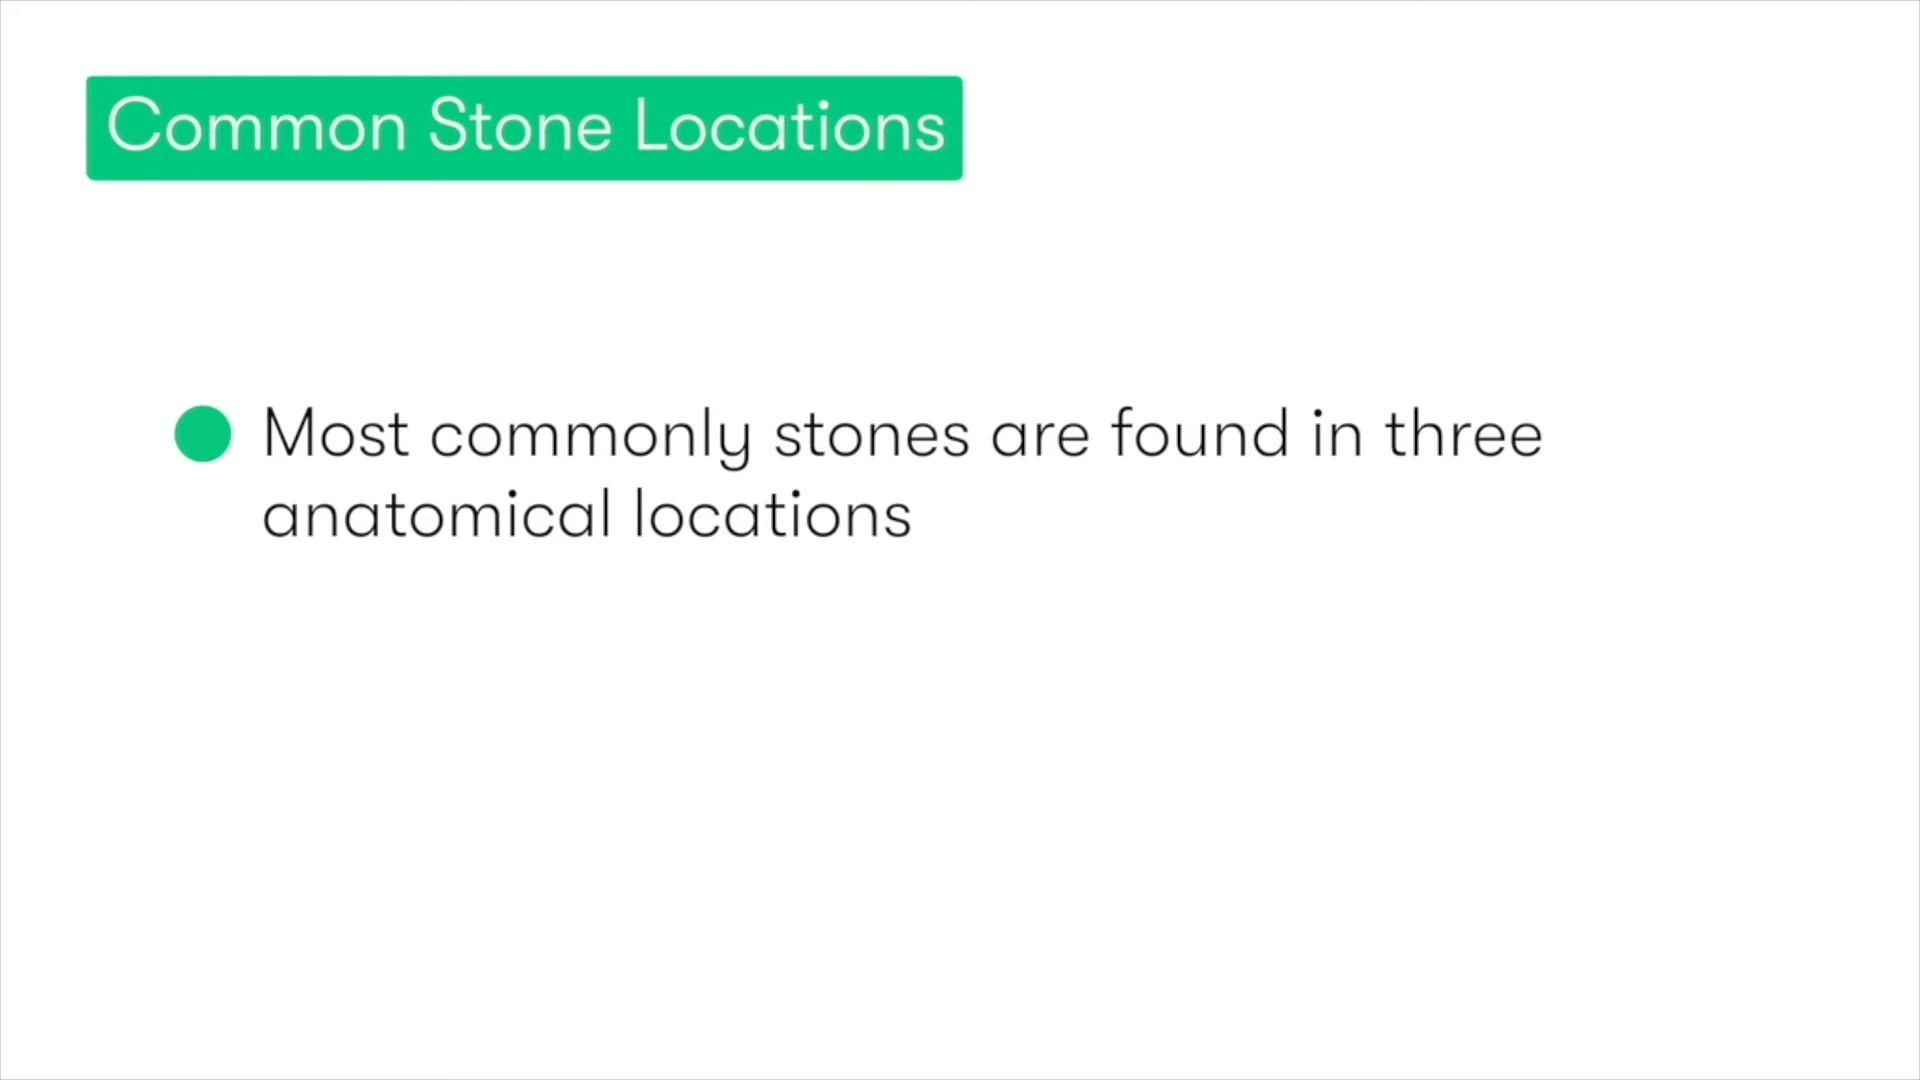 Common Stone Locations
Most commonly stones are found in three
anatomical locations